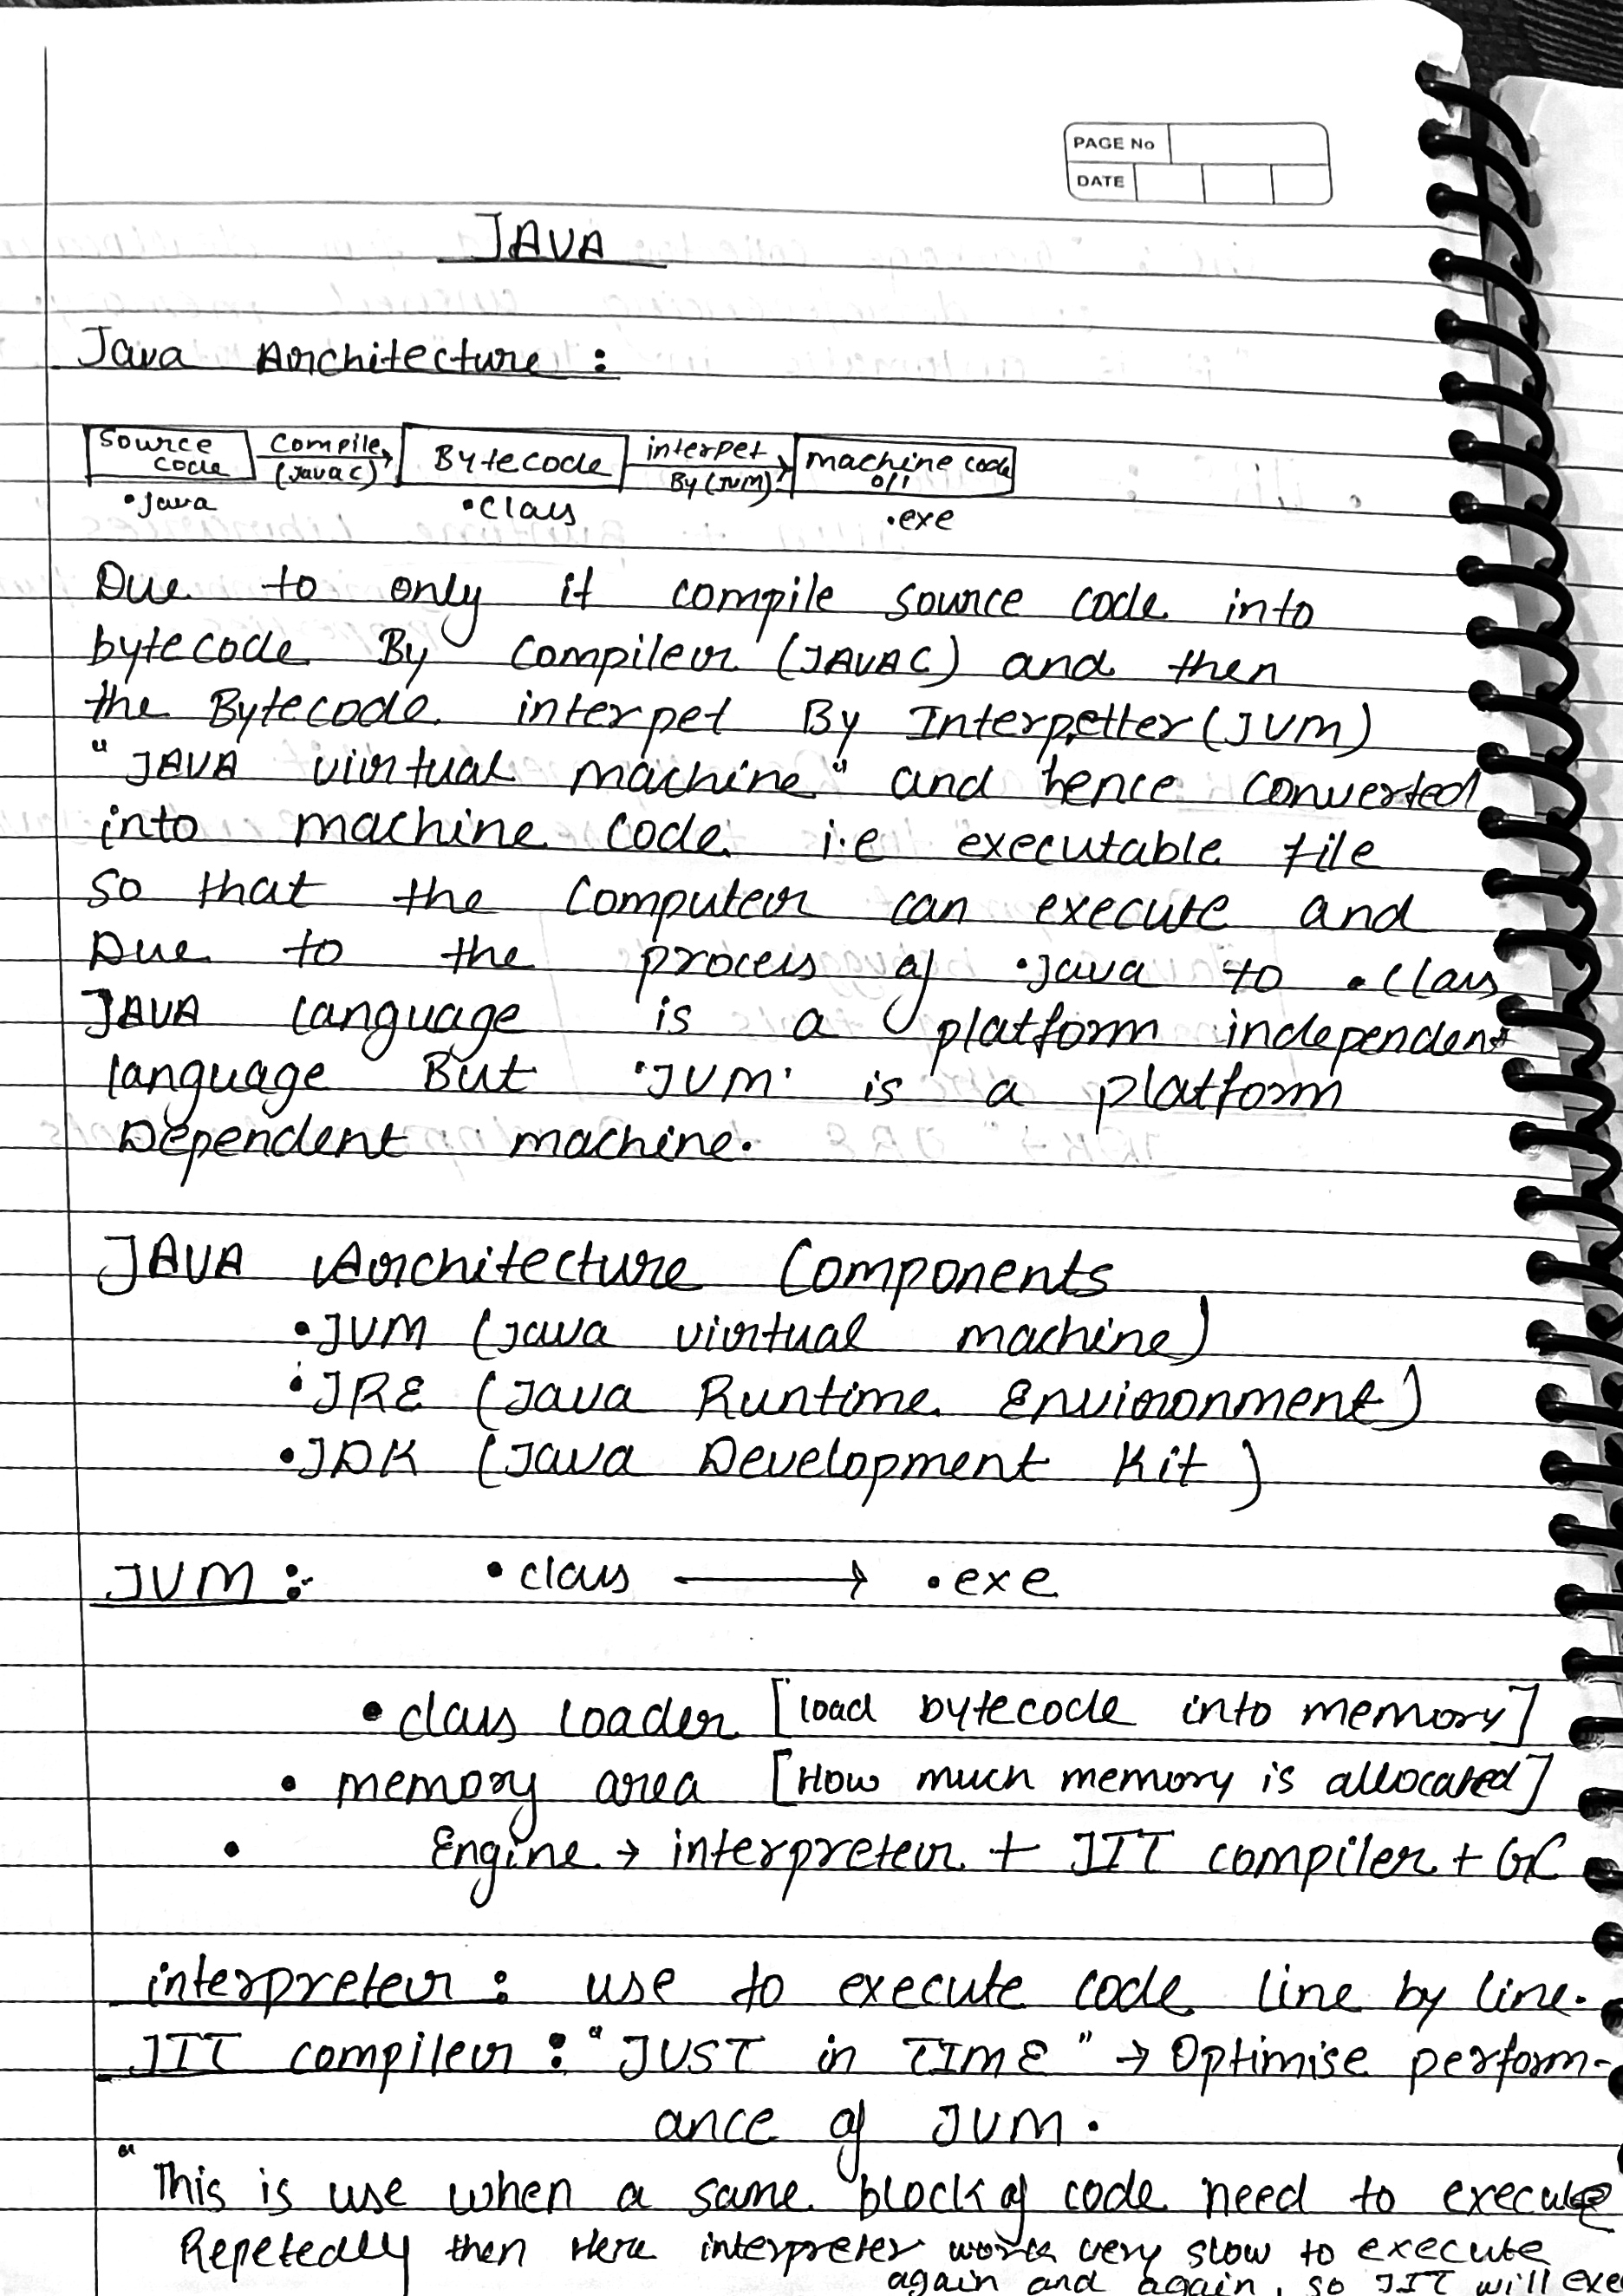 PAGE No
DATE
JAVA
Java Architecture :
Source code compile (Javac) Bytecode interpet By (JVM) machine code 0/1
.java .class .exe
Due to only it compile source code into
bytecode By Compiler (JAVAC) and then
the Bytecode interpet By Interpetter (JVM)
"JAVA virtual machine" and hence converted
into machine code i.e executable file
so that the computer can execute and
Due to the process of .java to .class
JAVA language is a platform independent
language But 'JVM' is a platform
Dependent machine.
JAVA Architecture Components
•JVM (Java virtual machine)
•JRE (Java Runtime Environment)
•JDK (Java Development Kit)
JVM :- .class → .exe
• class loader [load bytecode into memory]
• memory area [How much memory is allocated]
• Engine → interpreter + JIT compiler + GC
interpreter : use to execute code line by line.
JIT compiler : "JUST in TIME" → Optimise perform-
ance of JVM.
"This is use when a same block of code need to execute
Repetedly then Here interpreter works very slow to execute
again and again, so JIT will exe